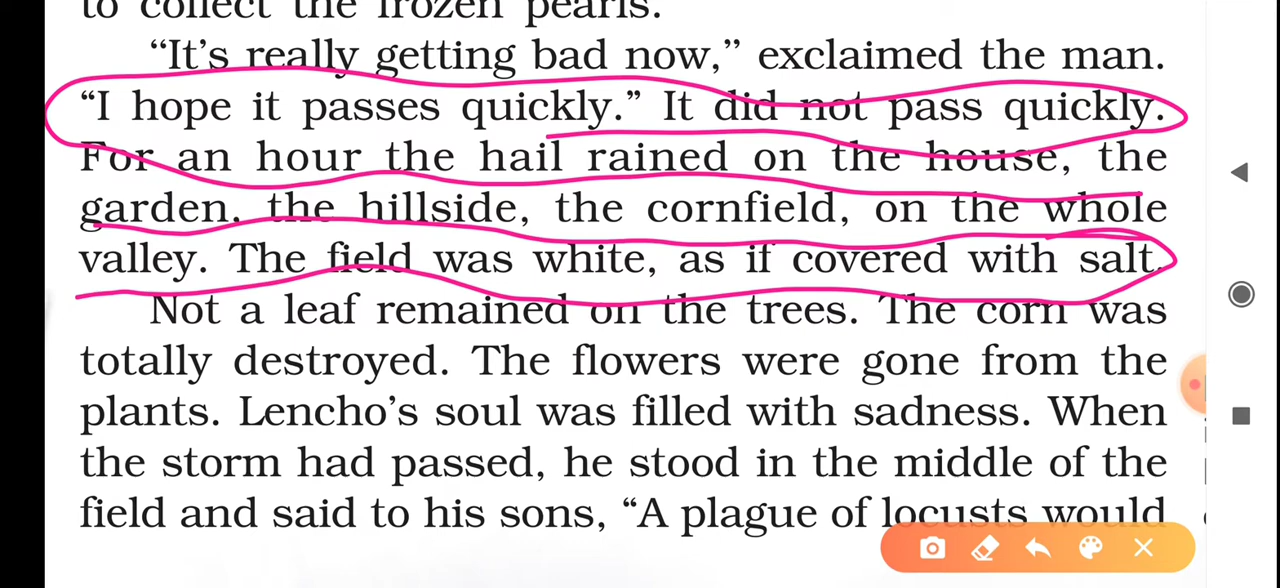 to collect the frozen pearls.
“It’s really getting bad now,” exclaimed the man.
“I hope it passes quickly.” It did not pass quickly.
For an hour the hail rained on the house, the
garden, the hillside, the cornfield, on the whole
valley. The field was white, as if covered with salt.
Not a leaf remained on the trees. The corn was
totally destroyed. The flowers were gone from the
plants. Lencho’s soul was filled with sadness. When
the storm had passed, he stood in the middle of the
field and said to his sons, “A plague of locusts would